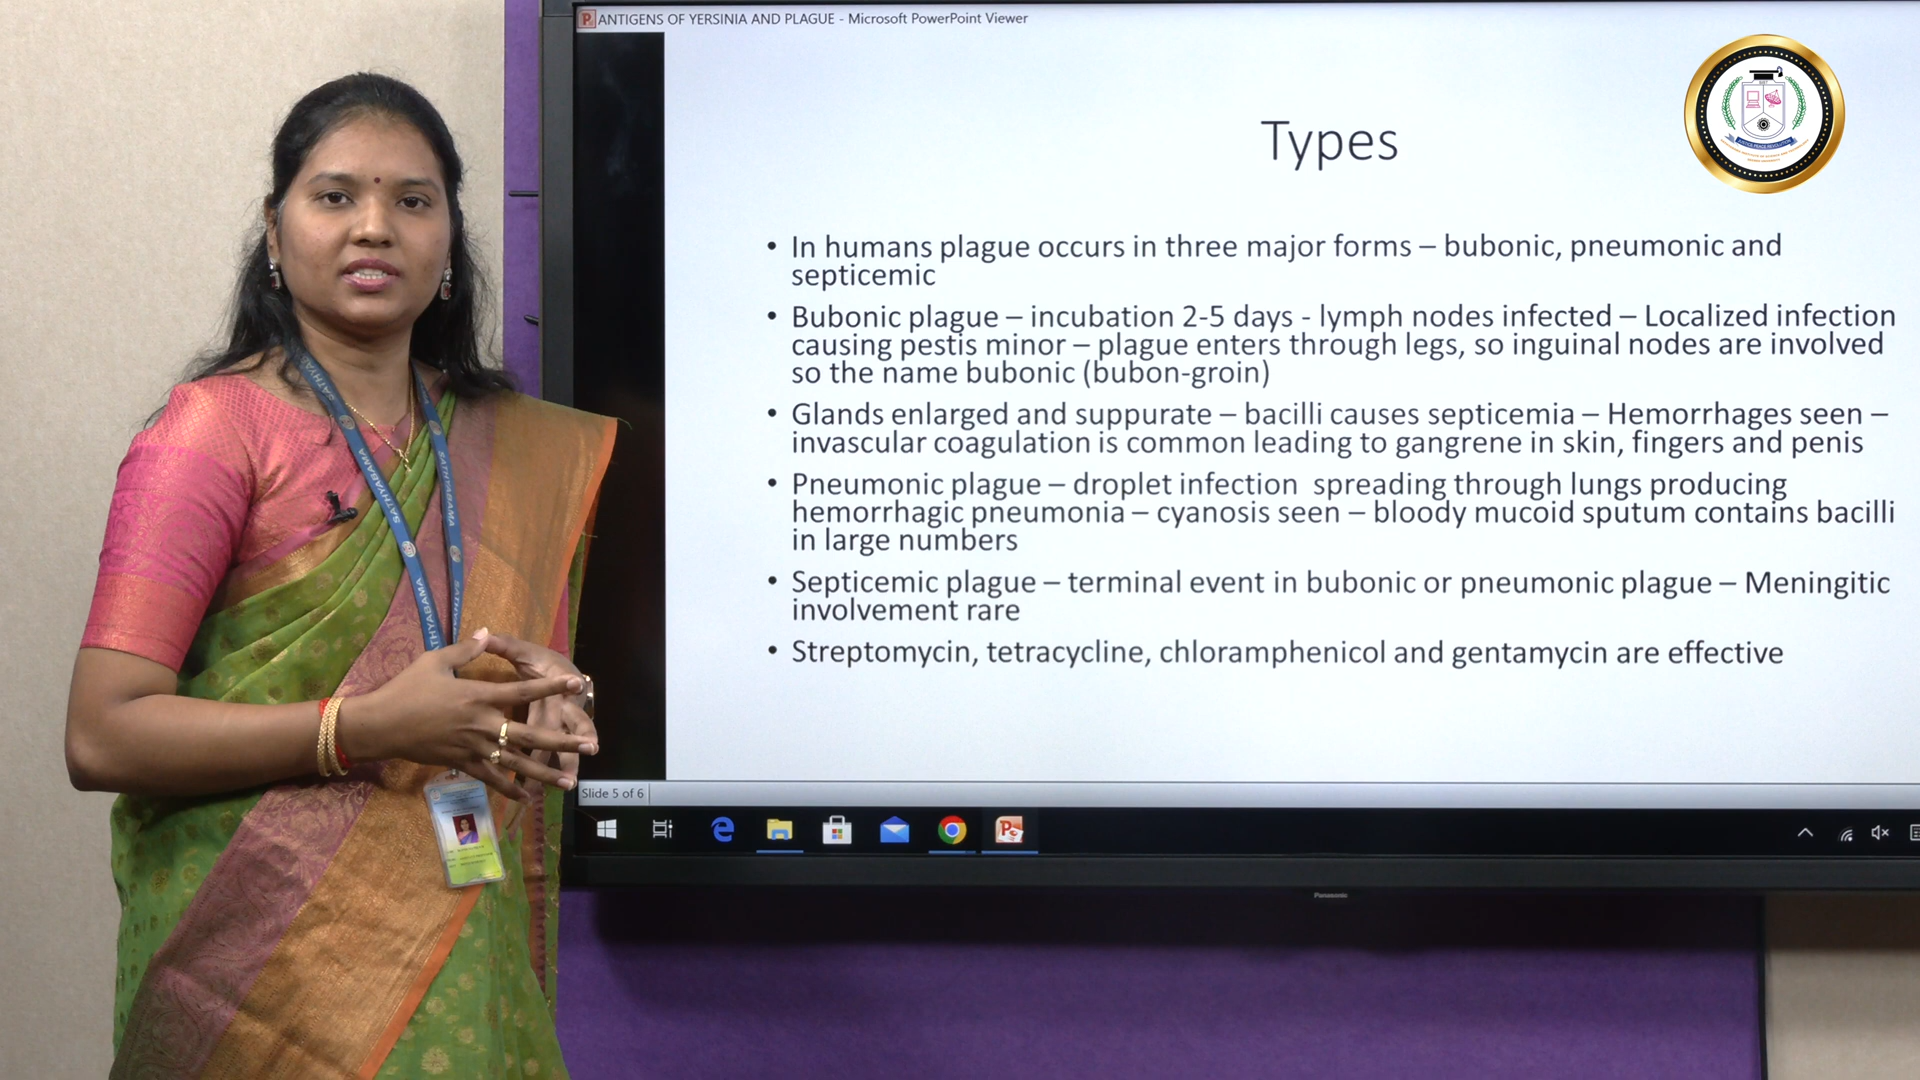 ANTIGENS OF YERSINIA AND PLAGUE - Microsoft PowerPoint Viewer
Types
• In humans plague occurs in three major forms – bubonic, pneumonic and
septicemic
• Bubonic plague – incubation 2-5 days - lymph nodes infected – Localized infection
causing pestis minor – plague enters through legs, so inguinal nodes are involved
so the name bubonic (bubon-groin)
• Glands enlarged and suppurate – bacilli causes septicemia – Hemorrhages seen –
invascular coagulation is common leading to gangrene in skin, fingers and penis
• Pneumonic plague – droplet infection  spreading through lungs producing
hemorrhagic pneumonia – cyanosis seen – bloody mucoid sputum contains bacilli
in large numbers
• Septicemic plague – terminal event in bubonic or pneumonic plague – Meningitic
involvement rare
• Streptomycin, tetracycline, chloramphenicol and gentamycin are effective
Slide 5 of 6
Panasonic
SATHYABAMA
SATHYABAMA
SATHYABAMA